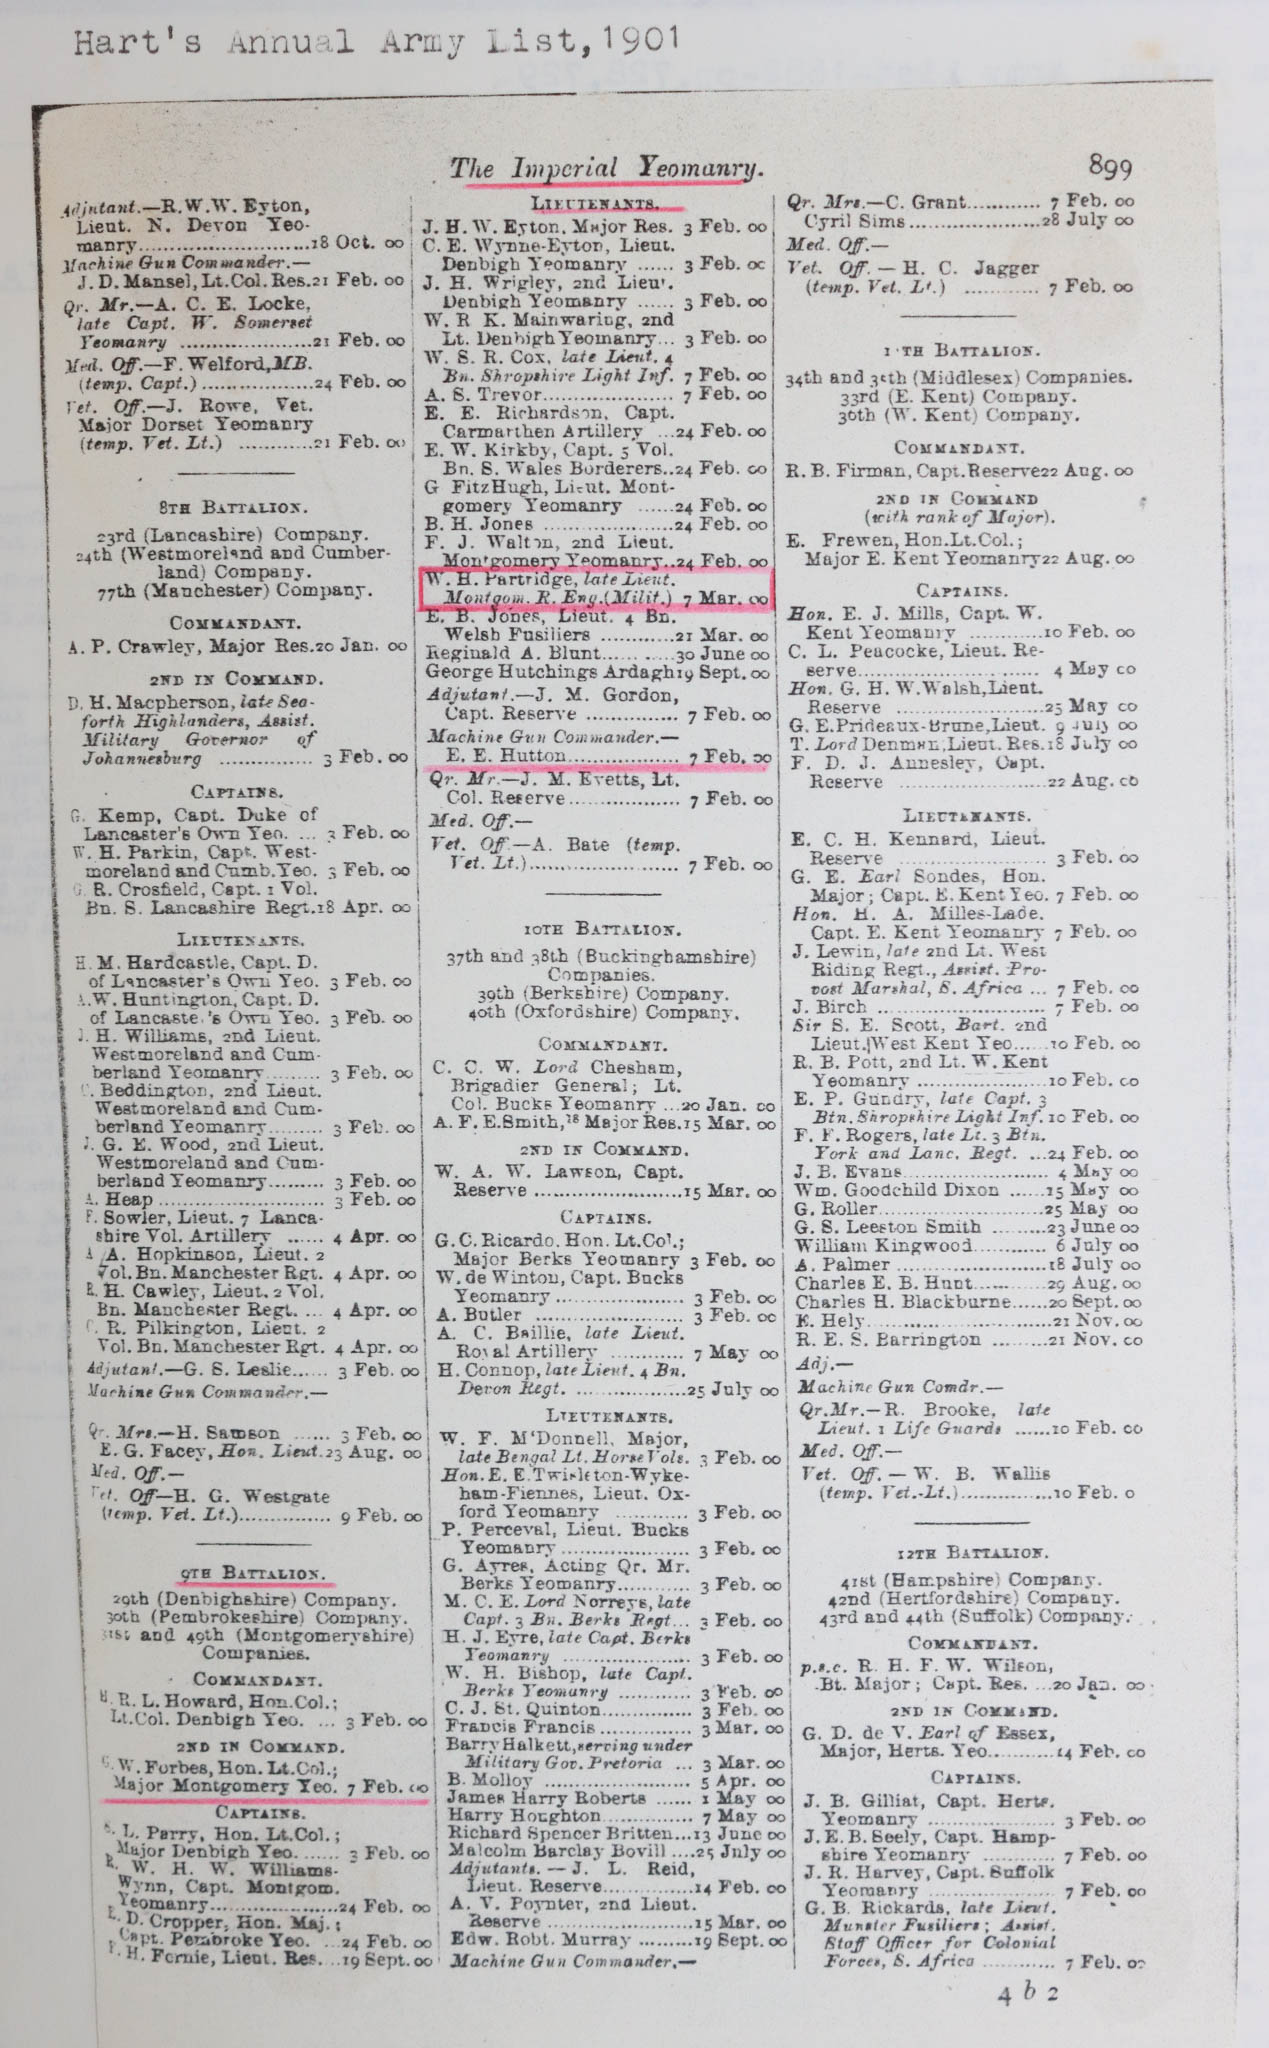 Hart's Annual Army List, 1901
The Imperial Yeomanry.
899
Adjutant.—R.W.W. Eyton,
Lieut. N. Devon Yeo-
manry..........................18 Oct. 00
Machine Gun Commander.—
J. D. Mansel, Lt.Col. Res.21 Feb. 00
Qr. Mr.—A. C. E. Locke,
late Capt. W. Somerset
Yeomanry ......................21 Feb. 00
Med. Off.—F. Welford, MB.
(temp. Capt.) .................24 Feb. 00
Vet. Off.—J. Rowe, Vet.
Major Dorset Yeomanry
(temp. Vet. Lt.) ...........21 Feb. 00
8TH BATTALION.
23rd (Lancashire) Company.
24th (Westmoreland and Cumber-
land) Company.
77th (Manchester) Company.
COMMANDANT.
A. P. Crawley, Major Res.20 Jan. 00
2ND IN COMMAND.
D. H. Macpherson, late Sea-
forth Highlanders, Assist.
Military Governor of
Johannesburg .............. 3 Feb. 00
CAPTAINS.
G. Kemp, Capt. Duke of
Lancaster's Own Yeo. ... 3 Feb. 00
W. H. Parkin, Capt. West-
moreland and Cumb.Yeo. 3 Feb. 00
G. R. Crosfield, Capt. 1 Vol.
Bn. S. Lancashire Regt.18 Apr. 00
LIEUTENANTS.
H. M. Hardcastle, Capt. D.
of Lancaster's Own Yeo. 3 Feb. 00
A.W. Huntington, Capt. D.
of Lancaste.'s Own Yeo. 3 Feb. 00
J. H. Williams, 2nd Lieut.
Westmoreland and Cum-
berland Yeomanry......... 3 Feb. 00
C. Beddington, 2nd Lieut.
Westmoreland and Cum-
berland Yeomanry......... 3 Feb. 00
J. G. E. Wood, 2nd Lieut.
Westmoreland and Cum-
berland Yeomanry......... 3 Feb. 00
A. Heap ........................ 3 Feb. 00
F. Sowler, Lieut. 7 Lanca-
shire Vol. Artillery ...... 4 Apr. 00
A. A. Hopkinson, Lieut. 2
Vol. Bn. Manchester Rgt. 4 Apr. 00
R. H. Cawley, Lieut. 2 Vol.
Bn. Manchester Regt. ... 4 Apr. 00
C. R. Pilkington, Lieut. 2
Vol. Bn. Manchester Rgt. 4 Apr. 00
Adjutant.—G. S. Leslie...... 3 Feb. 00
Machine Gun Commander.—
Qr. Mrs.—H. Samson ...... 3 Feb. 00
E. G. Facey, Hon. Lieut.23 Aug. 00
Med. Off.—
Vet. Off—H. G. Westgate
(temp. Vet. Lt.).............. 9 Feb. 00
9TH BATTALION.
29th (Denbighshire) Company.
30th (Pembrokeshire) Company.
31st and 49th (Montgomeryshire)
Companies.
COMMANDANT.
H. R. L. Howard, Hon.Col.;
Lt.Col. Denbigh Yeo. ... 3 Feb. 00
2ND IN COMMAND.
W. Forbes, Hon. Lt.Col.;
Major Montgomery Yeo. 7 Feb. 00
CAPTAINS.
L. Parry, Hon. Lt.Col.;
Major Denbigh Yeo. ...... 3 Feb. 00
R. W. H. W. Williams-
Wynn, Capt. Montgom.
Yeomanry....................24 Feb. 00
D. Cropper, Hon. Maj.;
Capt. Pembroke Yeo. ...24 Feb. 00
H. Fernie, Lieut. Res. ...19 Sept. 00
LIEUTENANTS.
J. H. W. Eyton, Major Res. 3 Feb. 00
C. E. Wynne-Eyton, Lieut.
Denbigh Yeomanry ...... 3 Feb. 00
J. H. Wrigley, 2nd Lieut.
Denbigh Yeomanry ...... 3 Feb. 00
W. R. K. Mainwaring, 2nd
Lt. Denbigh Yeomanry... 3 Feb. 00
W. S. R. Cox, late Lieut. 4
Bn. Shropshire Light Inf. 7 Feb. 00
A. S. Trevor.................. 7 Feb. 00
E. E. Richardson, Capt.
Carmarthen Artillery ...24 Feb. 00
E. W. Kirkby, Capt. 5 Vol.
Bn. S. Wales Borderers..24 Feb. 00
G FitzHugh, Lieut. Mont-
gomery Yeomanry ......24 Feb. 00
B. H. Jones ..................24 Feb. 00
F. J. Walton, 2nd Lieut.
Montgomery Yeomanry..24 Feb. 00
W. H. Partridge, late Lieut.
Montgom. R. Eng.(Milit.) 7 Mar. 00
E. B. Jones, Lieut. 4 Bn.
Welsh Fusiliers ............21 Mar. 00
Reginald A. Blunt............30 June 00
George Hutchings Ardagh19 Sept. 00
Adjutant.—J. M. Gordon,
Capt. Reserve .............. 7 Feb. 00
Machine Gun Commander.—
E. E. Hutton.................. 7 Feb. 00
Qr. Mr.—J. M. Evetts, Lt.
Col. Reserve................. 7 Feb. 00
Med. Off.—
Vet. Off.—A. Bate (temp.
Vet. Lt.)....................... 7 Feb. 00
10TH BATTALION.
37th and 38th (Buckinghamshire)
Companies.
39th (Berkshire) Company.
40th (Oxfordshire) Company.
COMMANDANT.
C. C. W. Lord Chesham,
Brigadier General; Lt.
Col. Bucks Yeomanry ...20 Jan. 00
A. F. E.Smith,18 Major Res.15 Mar. 00
2ND IN COMMAND.
W. A. W. Lawson, Capt.
Reserve .......................15 Mar. 00
CAPTAINS.
G. C. Ricardo, Hon. Lt.Col.;
Major Berks Yeomanry 3 Feb. 00
W. de Winton, Capt. Bucks
Yeomanry.................... 3 Feb. 00
A. Butler ...................... 3 Feb. 00
A. C. Baillie, late Lieut.
Royal Artillery ............ 7 May 00
H. Connop, late Lieut. 4 Bn.
Devon Regt. .................25 July 00
LIEUTENANTS.
W. F. M'Donnell, Major,
late Bengal Lt. Horse Vols. 3 Feb. 00
Hon. E. E.Twisleton-Wyke-
ham-Fiennes, Lieut. Ox-
ford Yeomanry ............ 3 Feb. 00
P. Perceval, Lieut. Bucks
Yeomanry.................... 3 Feb. 00
G. Ayres, Acting Qr. Mr.
Berks Yeomanry............ 3 Feb. 00
M. C. E. Lord Norreys, late
Capt. 3 Bn. Berks Regt... 3 Feb. 00
H. J. Eyre, late Capt. Berks
Yeomanry ................... 3 Feb. 00
W. H. Bishop, late Capt.
Berks Yeomanry ............ 3 Feb. 00
C. J. St. Quinton............. 3 Feb. 00
Francis Francis............... 3 Mar. 00
Barry Halkett, serving under
Military Gov. Pretoria ... 3 Mar. 00
B. Molloy ...................... 5 Apr. 00
James Harry Roberts ...... 1 May 00
Harry Houghton............. 7 May 00
Richard Spencer Britten...13 June 00
Malcolm Barclay Bovill ....25 July 00
Adjutants. — J. L. Reid,
Lieut. Reserve..............14 Feb. 00
A. V. Poynter, 2nd Lieut.
Reserve .....................15 Mar. 00
Edw. Robt. Murray .........19 Sept. 00
Machine Gun Commander.—
Qr. Mrs.—C. Grant............ 7 Feb. 00
Cyril Sims.....................28 July 00
Med. Off.—
Vet. Off. — H. C. Jagger
(temp. Vet. Lt.) ............ 7 Feb. 00
TH BATTALION.
34th and 35th (Middlesex) Companies.
33rd (E. Kent) Company.
36th (W. Kent) Company.
COMMANDANT.
R. B. Firman, Capt.Reserve22 Aug. 00
2ND IN COMMAND
(with rank of Major).
E. Frewen, Hon.Lt.Col.;
Major E. Kent Yeomanry22 Aug. 00
CAPTAINS.
Hon. E. J. Mills, Capt. W.
Kent Yeomanry ............10 Feb. 00
C. L. Peacocke, Lieut. Re-
serve.......................... 4 May 00
Hon. G. H. W.Walsh,Lieut.
Reserve ......................25 May 00
G. E.Prideaux-Brune,Lieut. 9 July 00
T. Lord Denman,Lieut. Res.18 July 00
F. D. J. Annesley, Capt.
Reserve ......................22 Aug. 00
LIEUTENANTS.
E. C. H. Kennard, Lieut.
Reserve ...................... 3 Feb. 00
G. E. Earl Sondes, Hon.
Major; Capt. E. Kent Yeo. 7 Feb. 00
Hon. H. A. Milles-Lade.
Capt. E. Kent Yeomanry 7 Feb. 00
J. Lewin, late 2nd Lt. West
Riding Regt., Assist. Pro-
vost Marshal, S. Africa ... 7 Feb. 00
J. Birch ........................ 7 Feb. 00
Sir S. E. Scott, Bart. 2nd
Lieut. West Kent Yeo......10 Feb. 00
R. B. Pott, 2nd Lt. W. Kent
Yeomanry ...................10 Feb. 00
E. P. Gundry, late Capt. 3
Btn. Shropshire Light Inf. 10 Feb. 00
F. F. Rogers, late Lt. 3 Btn.
York and Lanc. Regt. ...24 Feb. 00
J. B. Evans..................... 4 May 00
Wm. Goodchild Dixon ......15 May 00
G. Roller.......................25 May 00
G. S. Leeston Smith .........23 June 00
William Kingwood............ 6 July 00
A. Palmer .....................18 July 00
Charles E. B. Hunt..........29 Aug. 00
Charles H. Blackburne......20 Sept. 00
E. Hely.........................21 Nov. 00
R. E. S. Barrington .........21 Nov. 00
Adj.—
Machine Gun Comdr.—
Qr.Mr.—R. Brooke, late
Lieut. 1 Life Guards ......10 Feb. 00
Med. Off.—
Vet. Off. — W. B. Wallis
(temp. Vet.-Lt.)..............10 Feb. 0
12TH BATTALION.
41st (Hampshire) Company.
42nd (Hertfordshire) Company.
43rd and 44th (Suffolk) Company.
COMMANDANT.
p.s.c. R. H. F. W. Wilson,
Bt. Major; Capt. Res. ...20 Jan. 00
2ND IN COMMAND.
G. D. de V. Earl of Essex,
Major, Herts. Yeo...........14 Feb. 00
CAPTAINS.
J. B. Gilliat, Capt. Herts.
Yeomanry ................... 3 Feb. 00
J.E.B. Seely, Capt. Hamp-
shire Yeomanry ............ 7 Feb. 00
J. R. Harvey, Capt. Suffolk
Yeomanry ................... 7 Feb. 00
G. B. Rickards, late Lieut.
Munster Fusiliers; Assist.
Staff Officer for Colonial
Forces, S. Africa ............ 7 Feb. 00
4 b 2